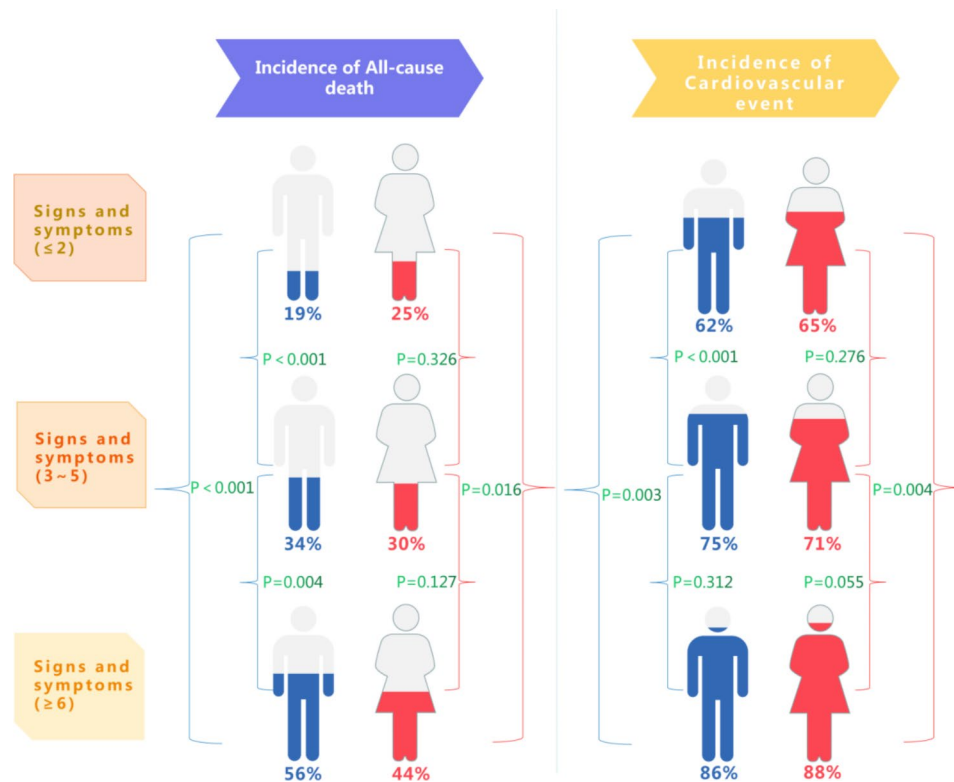 Incidence of All-cause
death
Incidence of
Cardiovascular
event
Signs and
symptoms
(≤2)
19%
25%
62%
65%
P<0.001
P=0.326
P<0.001
P=0.276
Signs and
symptoms
(3~5)
P<0.001
P=0.016
P=0.003
P=0.004
34%
30%
75%
71%
P=0.004
P=0.127
P=0.312
P=0.055
Signs and
symptoms
(≥6)
56%
44%
86%
88%